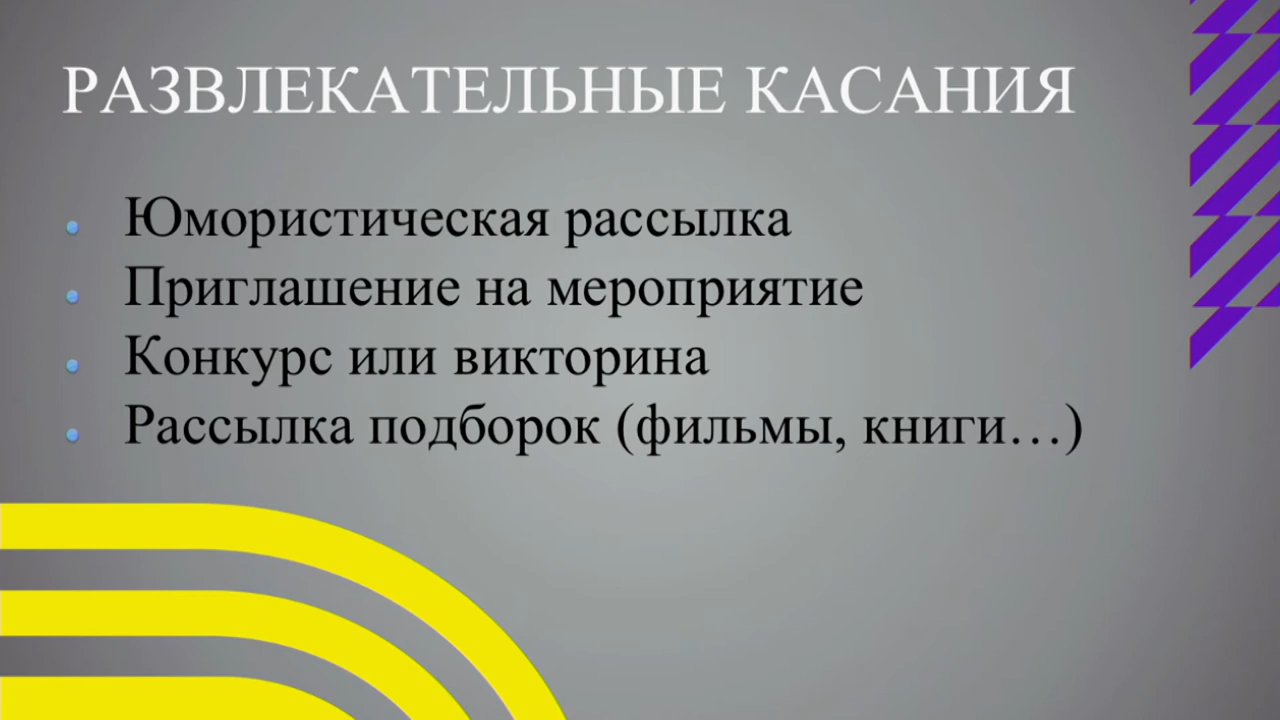 РАЗВЛЕКАТЕЛЬНЫЕ КАСАНИЯ
Юмористическая рассылка
Приглашение на мероприятие
Конкурс или викторина
Рассылка подборок (фильмы, книги…)